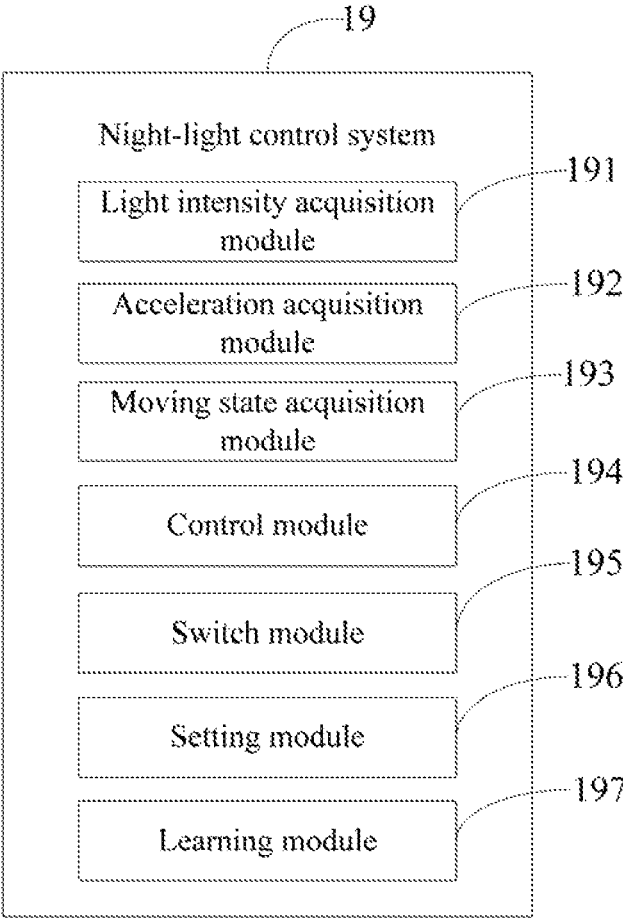 19
Night-light control system
191
Light intensity acquisition
module
192
Acceleration acquisition
module
193
Moving state acquisition
module
194
Control module
195
Switch module
196
Setting module
197
Learning module